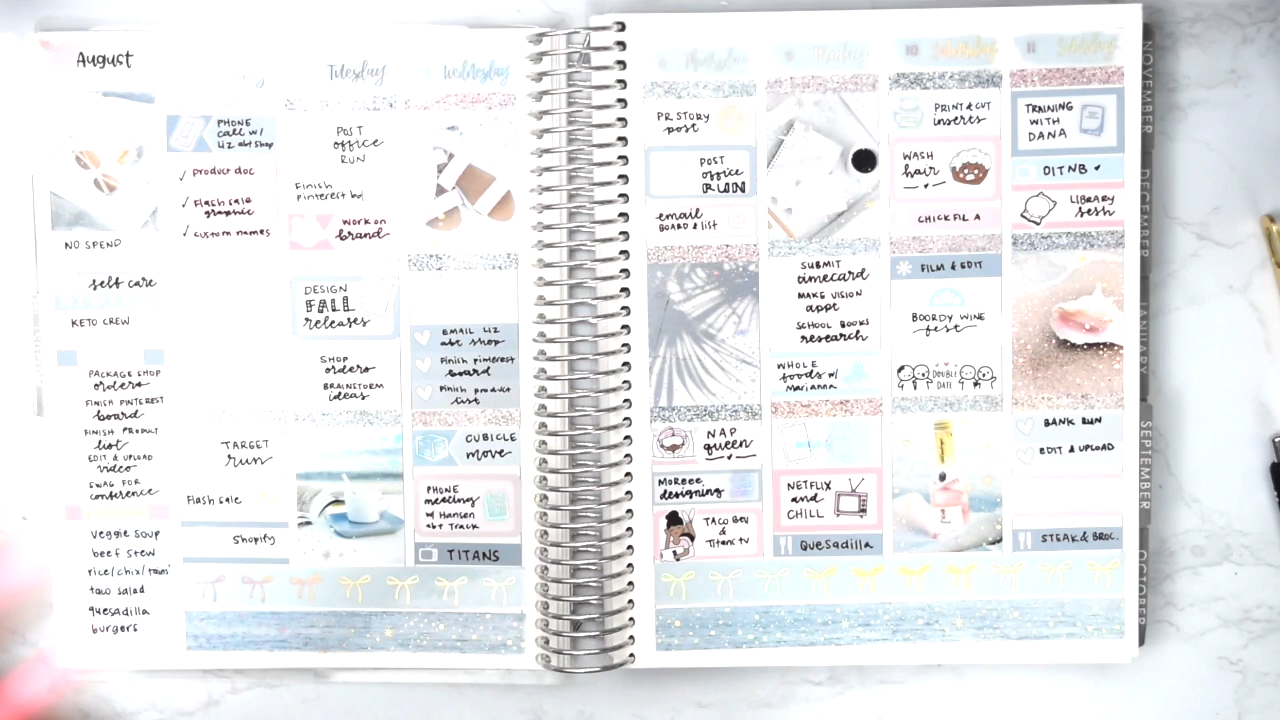 August
NO SPEND
self care
KETO CREW
PACKAGE SHOP
orders
FINISH PINTEREST
board
FINISH PRODUCT
list
EDIT & UPLOAD
video
SWAG FOR
conference
veggie soup
beef stew
taco salad
quesadilla
burgers
PHONE
call w/
LIZ abt shop
✓ product doc
✓ Flash sale
graphic
✓ custom names
TARGET
run
Flash sale
Shopify
Tuesday
POST
office
RUN
Finish
WORK ON
brand
DESIGN
FALL
releases
SHOP
orders
BRAINSTORM
ideas
Wednesday
EMAIL LIZ
abt shop
Finish pinterest
board
Finish product
list
CUBICLE
move
PHONE
meeting
w/ Hansen
abt Track
TITANS
PR STORY
post
POST
office
RUN
email
BOARD & list
NAP
queen
MOREEE
designing
TACO BELL
&
Titans tv
9
SUBMIT
timecard
MAKE VISION
appt
SCHOOL BOOKS
research
WHOLE
foods w/
Marianna
NETFLIX
and
CHILL
QUESADILLA
10
PRINT & CUT
inserts
WASH
hair
CHICKFIL A
FILM & EDIT
BOORDY WINE
fest
DOUBLE
DATE
11
TRAINING
WITH
DANA
OITNB
LIBRARY
sesh
BANK RUN
EDIT & UPLOAD
STEAK & BROC.
NOVEMBER
DECEMBER
JANUARY
SEPTEMBER
OCTOBER